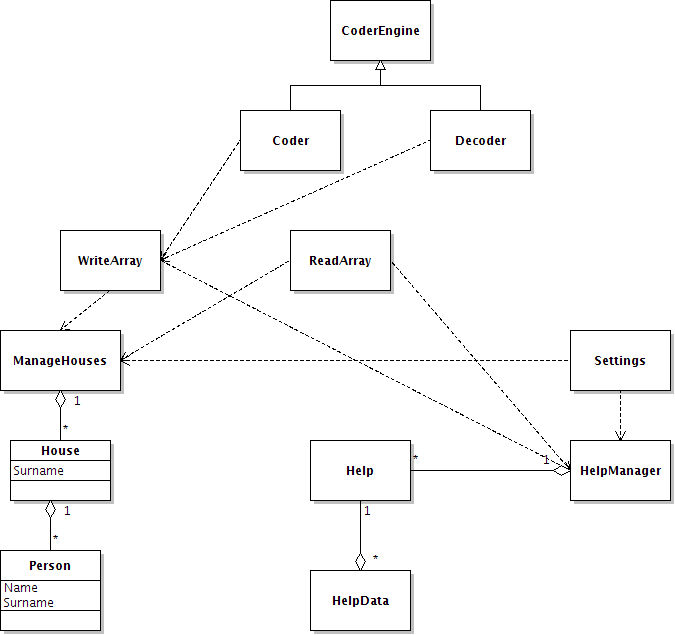 CoderEngine
Coder
Decoder
WriteArray
ReadArray
ManageHouses
Settings
1
*
House
Surname
Help
*
1
HelpManager
1
1
*
*
Person
Name
Surname
HelpData